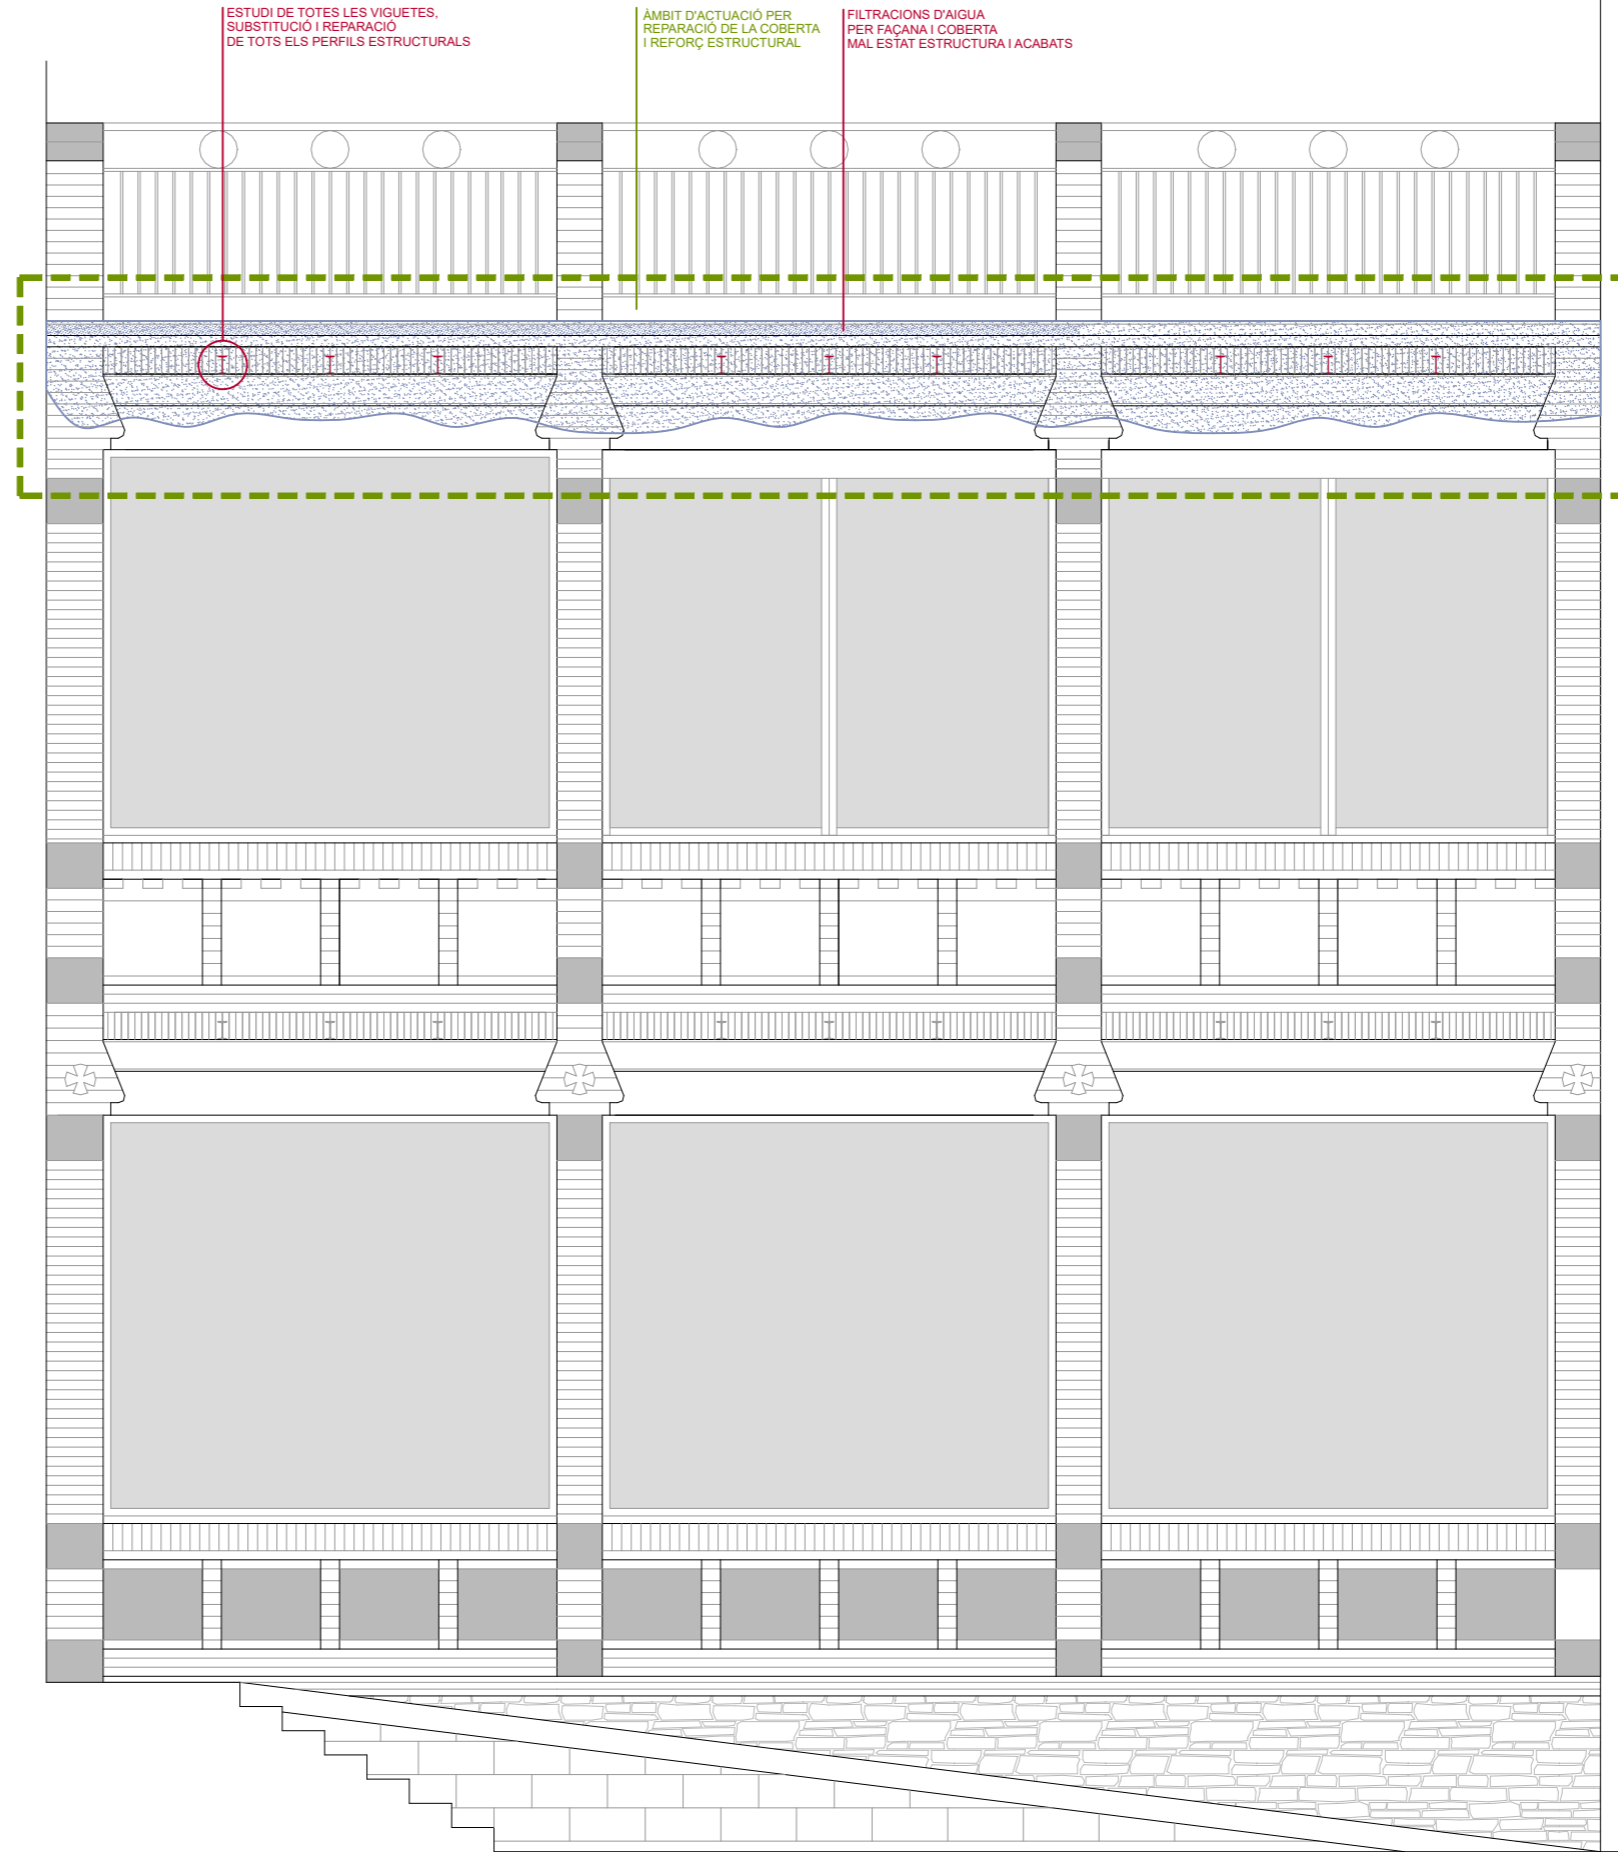 ESTUDI DE TOTES LES VIGUETES,
SUBSTITUCIÓ I REPARACIÓ
DE TOTS ELS PERFILS ESTRUCTURALS
ÀMBIT D'ACTUACIÓ PER
REPARACIÓ DE LA COBERTA
I REFORÇ ESTRUCTURAL
FILTRACIONS D'AIGUA
PER FAÇANA I COBERTA
MAL ESTAT ESTRUCTURA I ACABATS